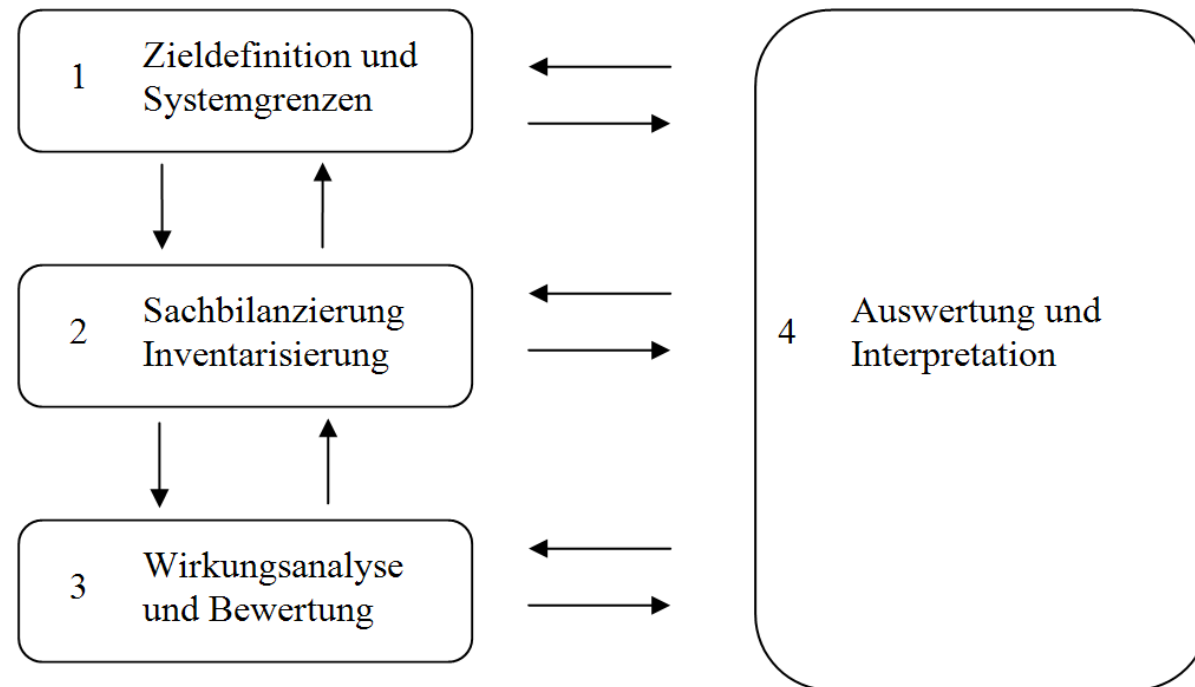 1 Zieldefinition und
Systemgrenzen
2 Sachbilanzierung
Inventarisierung
3 Wirkungsanalyse
und Bewertung
4 Auswertung und
Interpretation